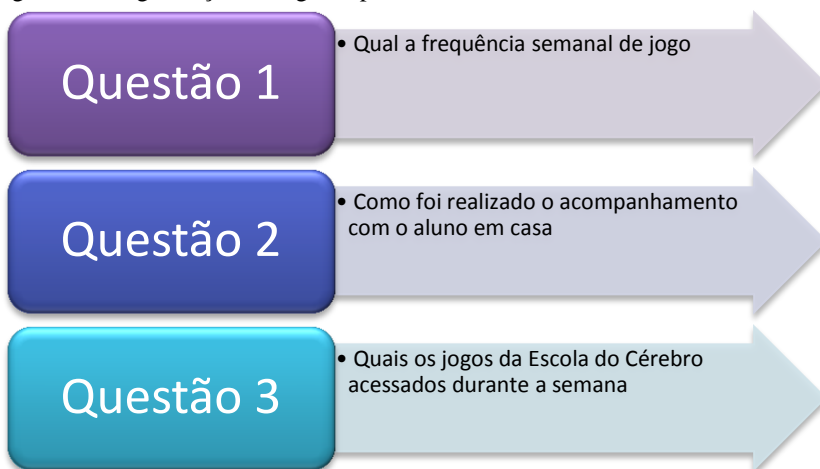 Questão 1
• Qual a frequência semanal de jogo
Questão 2
• Como foi realizado o acompanhamento
com o aluno em casa
Questão 3
• Quais os jogos da Escola do Cérebro
acessados durante a semana